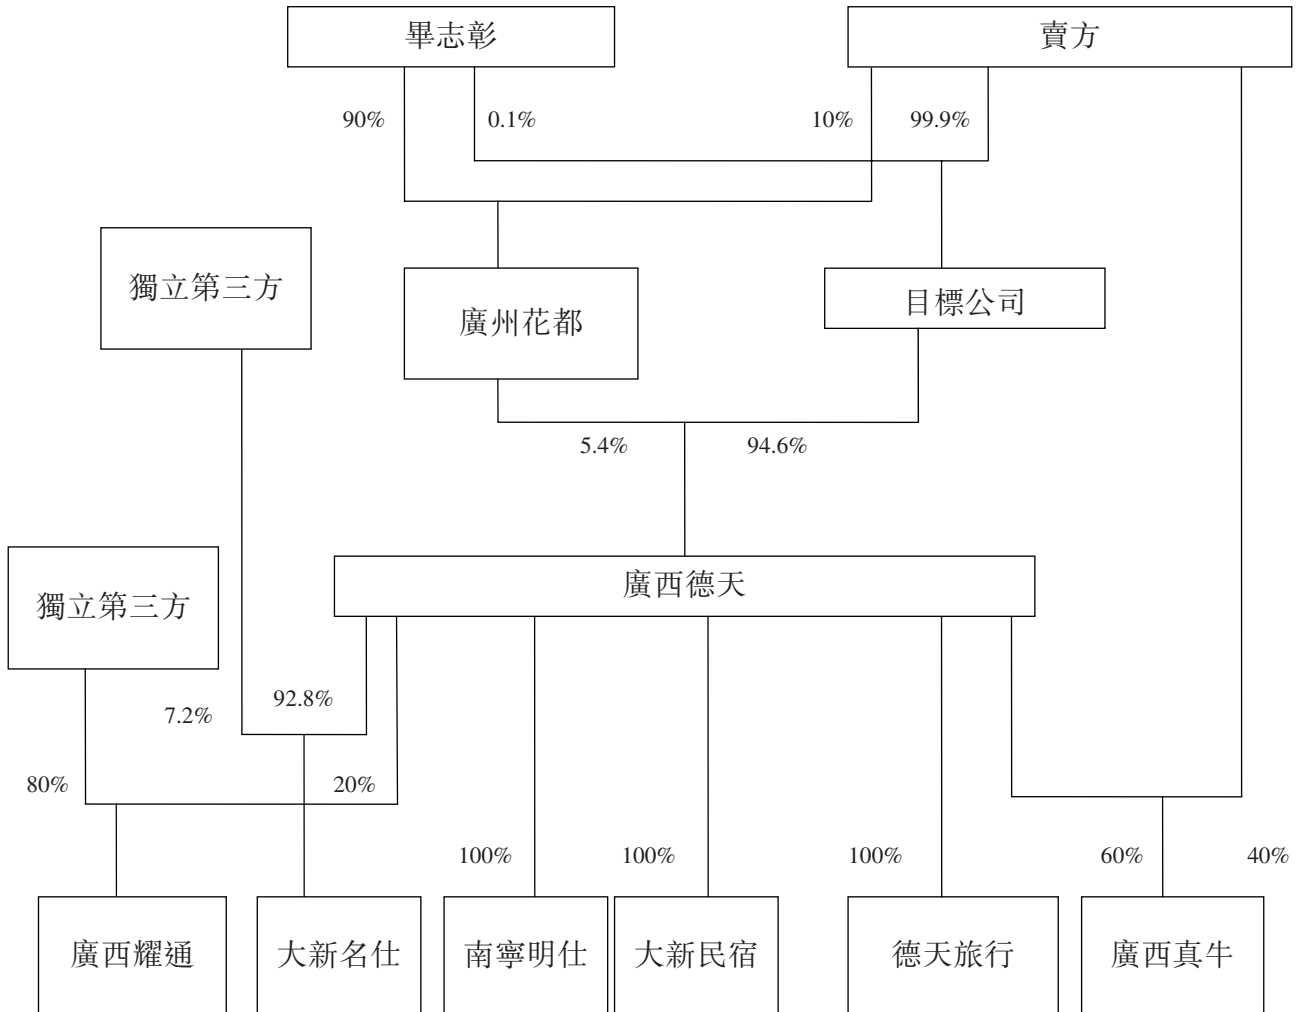 畢志彰
賣方
90%
0.1%
10%
99.9%
獨立第三方
廣州花都
目標公司
5.4%
94.6%
獨立第三方
廣西德天
7.2%
92.8%
80%
20%
100%
100%
100%
60%
40%
廣西耀通
大新名仕
南寧明仕
大新民宿
德天旅行
廣西真牛